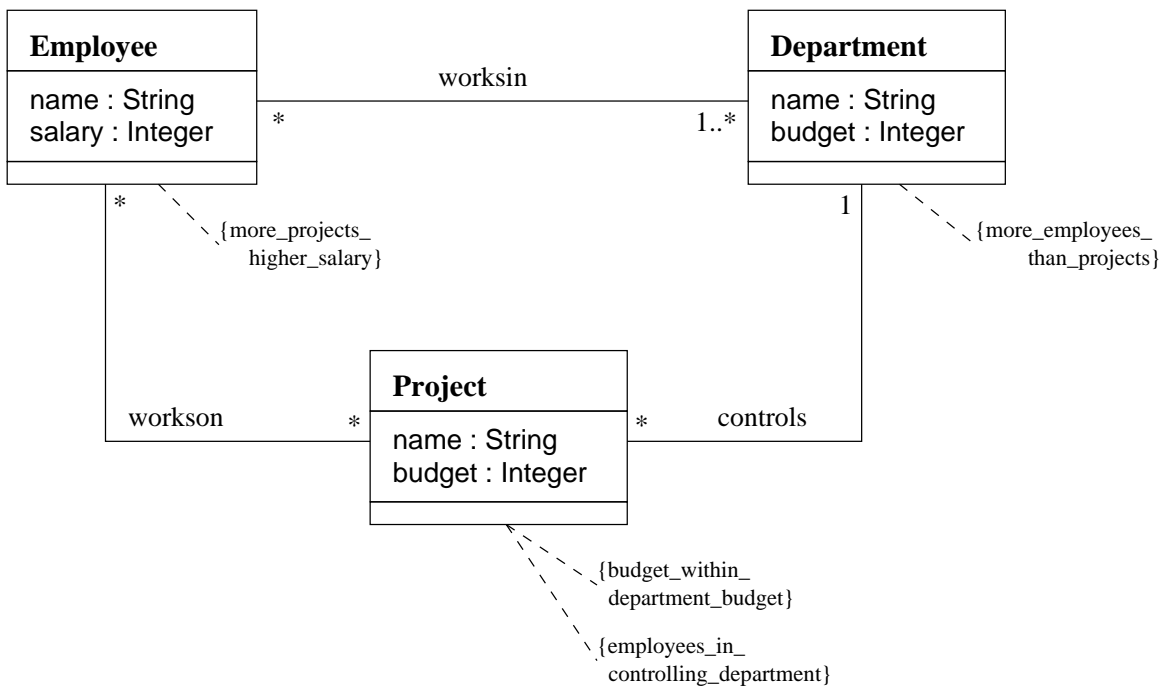 Employee
name : String
salary : Integer
worksin
*
1..*
Department
name : String
budget : Integer
*
{more_projects_
higher_salary}
1
{more_employees_
than_projects}
workson
*
Project
name : String
budget : Integer
*
controls
{budget_within_
department_budget}
{employees_in_
controlling_department}